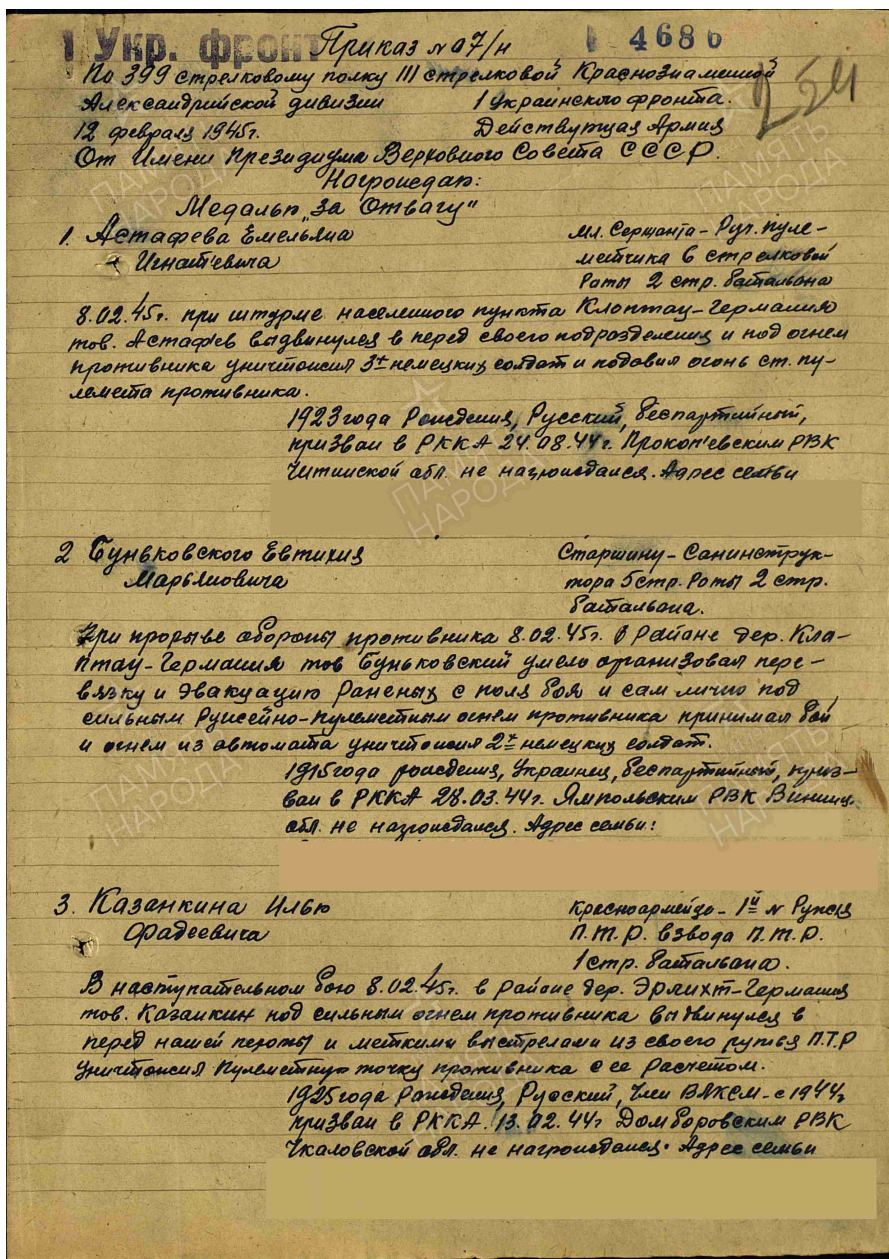 1 Укр. фронт Приказ № 07/н 4686
По 399 стрелковому полку 111 стрелковой Краснознаменной
Александрийской дивизии 1 Украинского фронта.
12 февраля 1945г. Действующая Армия
От Имени Президиума Верховного Совета СССР.
Награждаю:
Медалью „За Отвагу"
1. Астафева Емельяна Мл. Сержанта - Руч. пуле-
Игнат'евича метчика 6 стрелковой
Роты 2 стр. батальона
8.02.45г. при штурме населенного пункта Клоптау-Германия
тов. Астаф'ев выдвинулся в перед своего подразделения и под огнем
противника уничтожил 3х немецких солдат и подавил огонь ст. пу-
лемета противника.
1923 года Рождения, Русский, беспартийный,
призван в РККА 24.08.44г. Прокоп'евским РВК
Читинской обл. не награждался. Адрес семьи
2 Буньковского Евтихия Старшину - Санинструк-
Марьяновича тора 5 стр. Роты 2 стр.
батальона.
При прорыве обороны противника 8.02.45г. в Районе дер. Кла-
птау-Германия тов Буньковский умело организовал пере-
вязку и эвакуацию Раненых с поля боя и сам лично под
сильным Ружейно-пулеметным огнем противника принимал бой
и огнем из автомата уничтожил 2х немецких солдат.
1915 года рождения, Украинец, беспартийный, приз-
ван в РККА 28.03.44г. Ямпольским РВК Виниц.
обл. не награждался. Адрес семьи:
3. Казанкина Илью Красноармейца - 1й № Ружья
Фадеевича П.Т.Р. взвода П.Т.Р.
1 стр. батальона.
В наступательном бою 8.02.45г. в районе дер. Эрлихт-Германия
тов. Казанкин под сильным огнем противника выдвинулся в
перед нашей пехоты и меткими выстрелами из своего ружья П.Т.Р
уничтожил Пулеметную точку противника с ее Расчетом.
1925 года Рождения, Русский, член ВЛКСМ - с 1944г.
призван в РККА. 13.02.44г Домборовским РВК
Чкаловской обл. не награждался. Адрес семьи